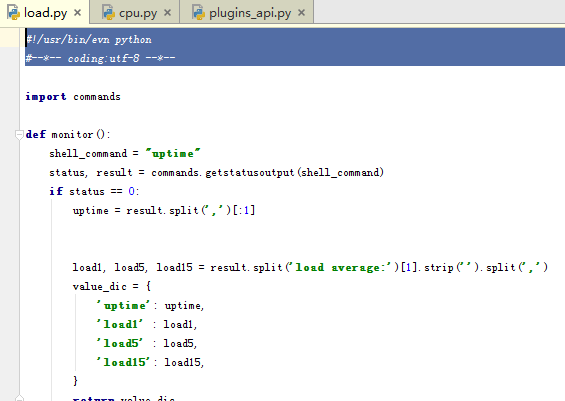 load.py cpu.py plugins_api.py
#!/usr/bin/evn python
#--*-- coding:utf-8 --*--
import commands
def monitor():
shell_command = "uptime"
status, result = commands.getstatusoutput(shell_command)
if status == 0:
uptime = result.split(',')[:1]
load1, load5, load15 = result.split('load average:')[1].strip('').split(',')
value_dic = {
'uptime': uptime,
'load1' : load1,
'load5' : load5,
'load15': load15,
}
return value_dic